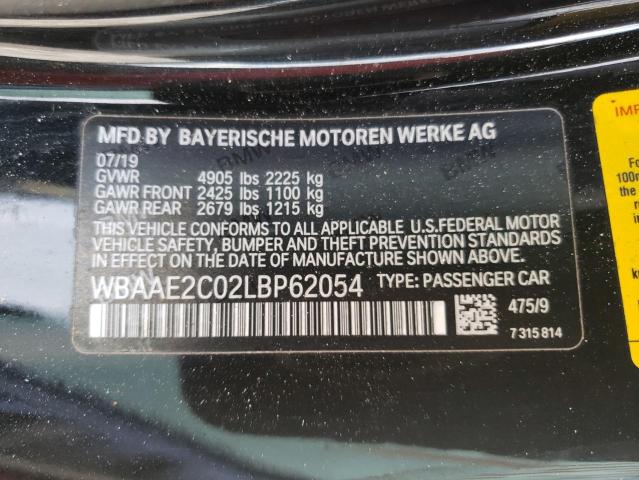 MFD BY BAYERISCHE MOTOREN WERKE AG
07/19
GVWR 4905 lbs 2225 kg
GAWR FRONT 2425 lbs 1100 kg
GAWR REAR 2679 lbs 1215 kg
THIS VEHICLE CONFORMS TO ALL APPLICABLE U.S.FEDERAL MOTOR
VEHICLE SAFETY, BUMPER AND THEFT PREVENTION STANDARDS
IN EFFECT ON THE DATE OF MANUFACTURE SHOWN ABOVE.
WBAAE2C02LBP62054 TYPE: PASSENGER CAR
475/9
7 315 814
100m
the